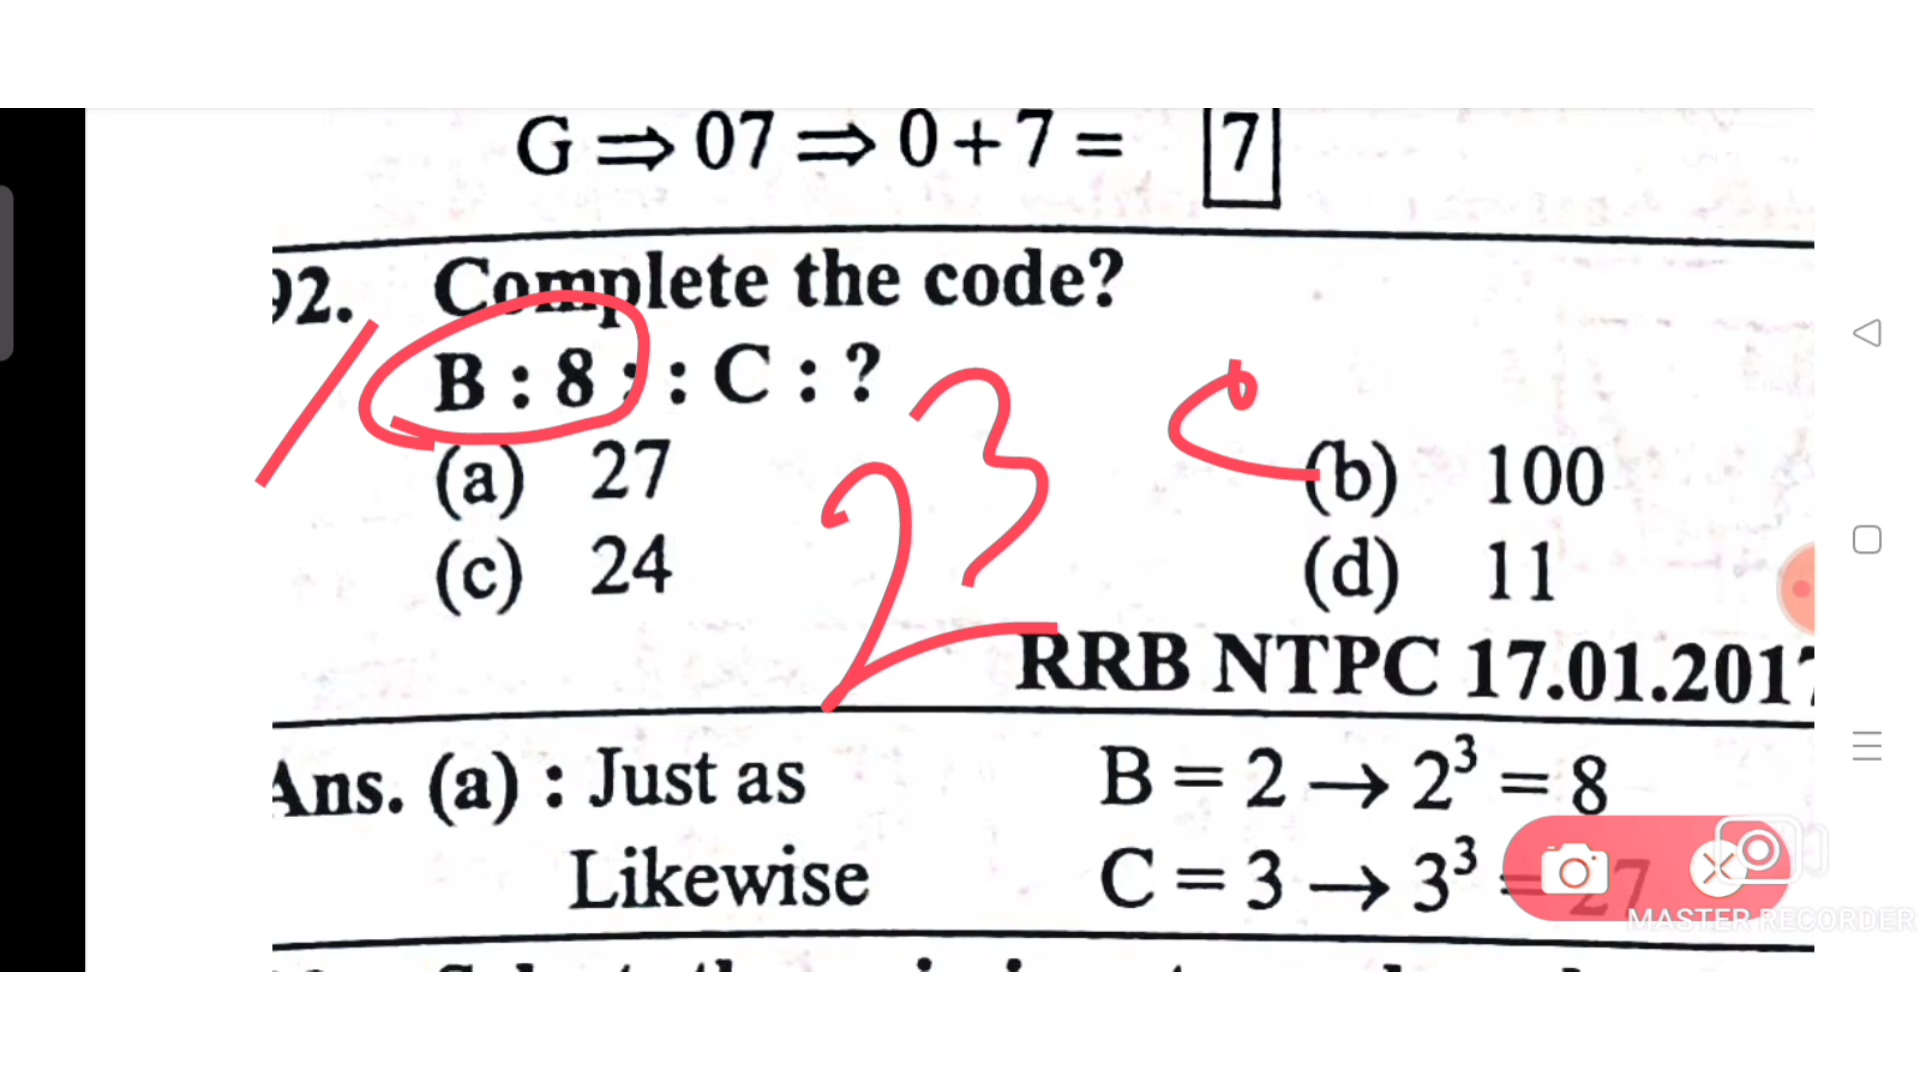 G ⇒ 07 ⇒ 0 + 7 = 7
92. Complete the code?
B : 8 : : C : ?
(a) 27 (b) 100
(c) 24 (d) 11
2³
RRB NTPC 17.01.2017
Ans. (a) : Just as B = 2 → 2³ = 8
Likewise C = 3 → 3³ = 27
MASTER RECORDER